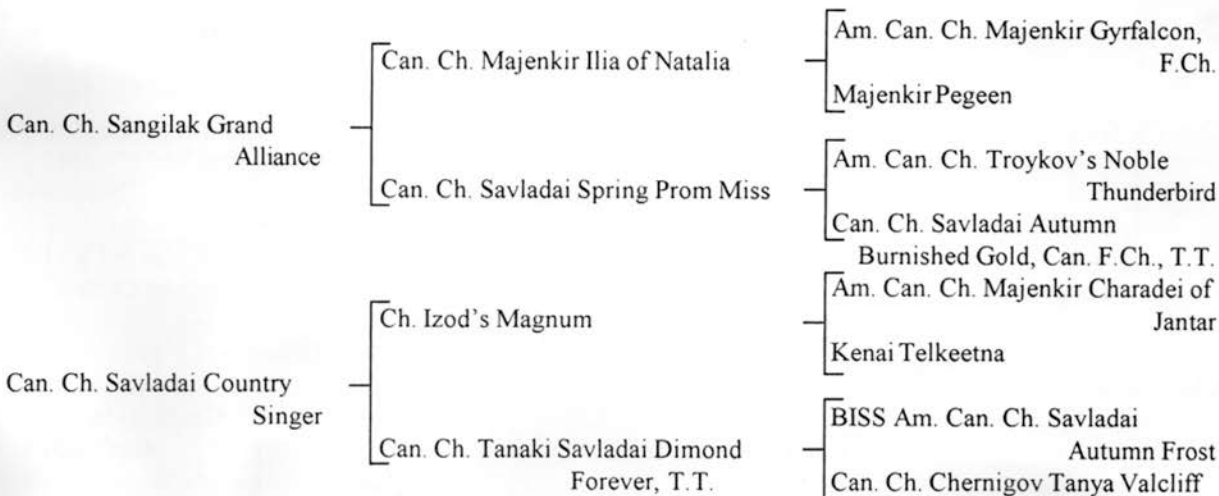 Can. Ch. Sangilak Grand
Alliance
Can. Ch. Majenkir Ilia of Natalia
Am. Can. Ch. Majenkir Gyrfalcon,
F.Ch.
Majenkir Pegeen
Can. Ch. Savladai Spring Prom Miss
Am. Can. Ch. Troykov's Noble
Thunderbird
Can. Ch. Savladai Autumn
Burnished Gold, Can. F.Ch., T.T.
Can. Ch. Savladai Country
Singer
Ch. Izod's Magnum
Am. Can. Ch. Majenkir Charadei of
Jantar
Kenai Telkeetna
Can. Ch. Tanaki Savladai Dimond
Forever, T.T.
BISS Am. Can. Ch. Savladai
Autumn Frost
Can. Ch. Chernigov Tanya Valcliff